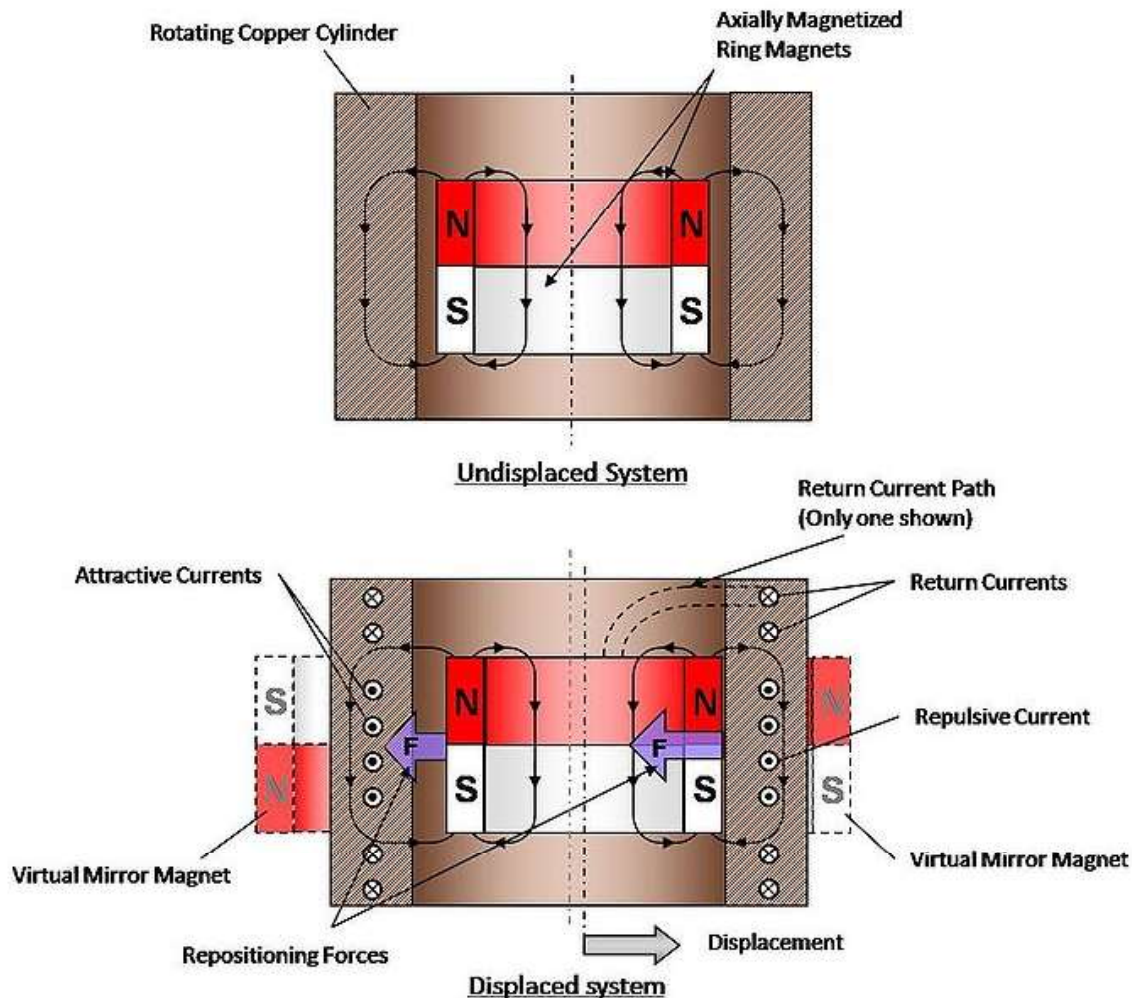 Rotating Copper Cylinder
Axially Magnetized
Ring Magnets
N
N
S
S
Undisplaced System
Return Current Path
(Only one shown)
Attractive Currents
Return Currents
S
N
N
N
F
F
Repulsive Current
N
S
S
S
Virtual Mirror Magnet
Virtual Mirror Magnet
Repositioning Forces
Displacement
Displaced system